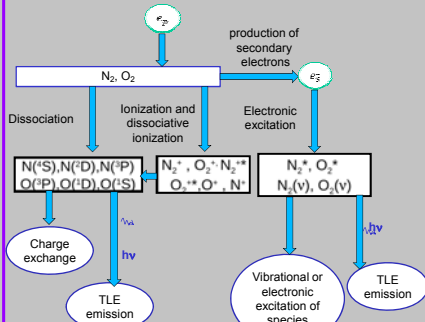 e⁻ₚ
production of
secondary
electrons
N₂, O₂
e⁻ₛ
Dissociation
Ionization and
dissociative
ionization
Electronic
excitation
N(⁴S),N(²D),N(³P)
O(³P),O(¹D),O(¹S)
N₂⁺ , O₂⁺· N₂⁺*
O₂⁺*,O⁺ , N⁺
N₂*, O₂*
N₂(ν), O₂(ν)
Charge
exchange
hν
hν
TLE
emission
Vibrational or
electronic
excitation of
species
TLE
emission